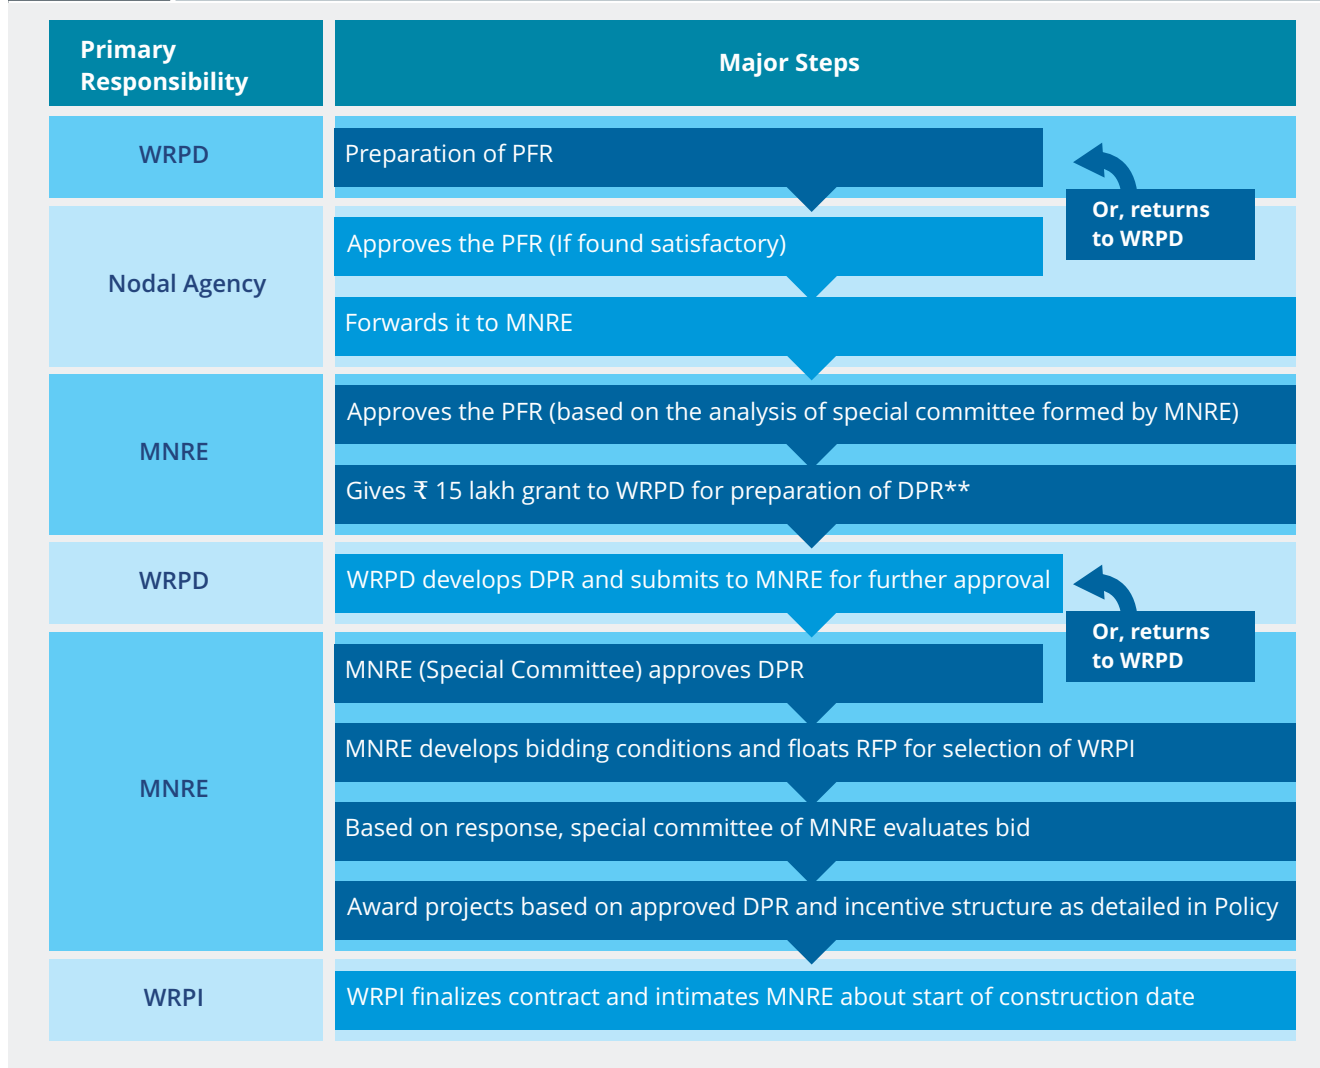 Primary
Responsibility
Major Steps
WRPD
Preparation of PFR
Or, returns
to WRPD
Nodal Agency
Approves the PFR (If found satisfactory)
Forwards it to MNRE
MNRE
Approves the PFR (based on the analysis of special committee formed by MNRE)
Gives ₹ 15 lakh grant to WRPD for preparation of DPR**
WRPD
WRPD develops DPR and submits to MNRE for further approval
Or, returns
to WRPD
MNRE
MNRE (Special Committee) approves DPR
MNRE develops bidding conditions and floats RFP for selection of WRPI
Based on response, special committee of MNRE evaluates bid
Award projects based on approved DPR and incentive structure as detailed in Policy
WRPI
WRPI finalizes contract and intimates MNRE about start of construction date